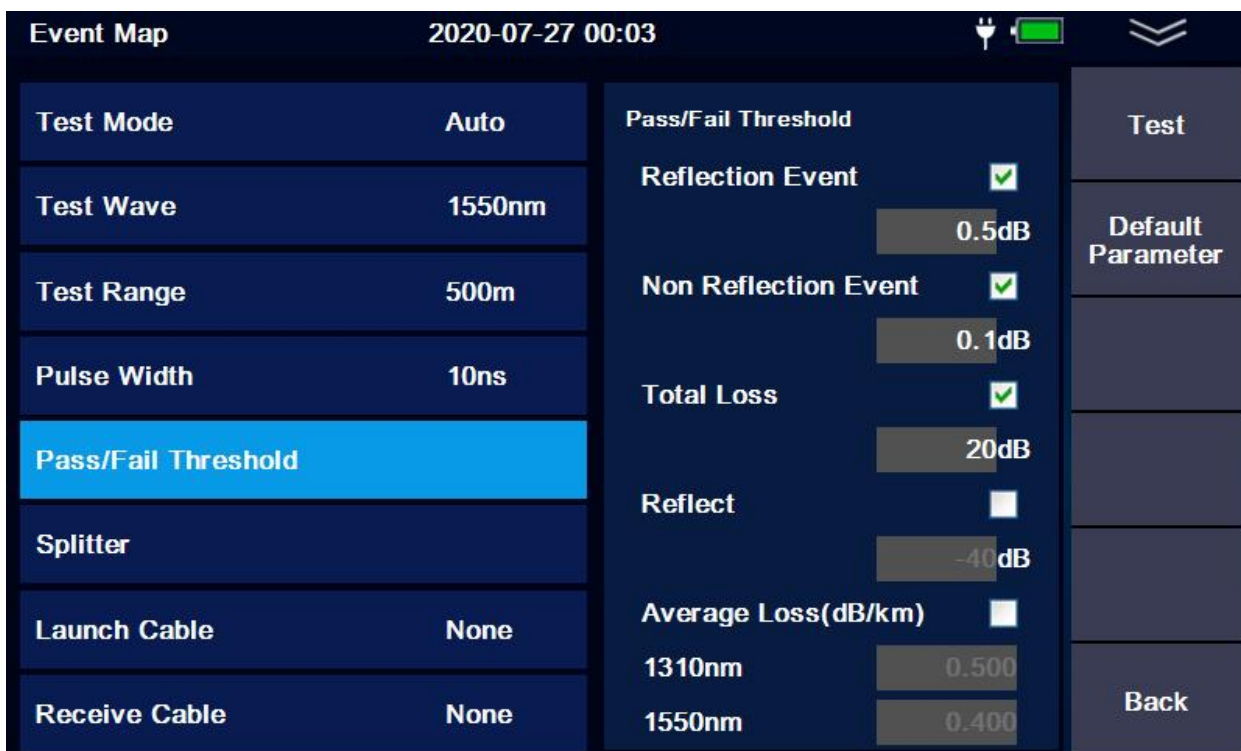 Event Map 2020-07-27 00:03
Test Mode Auto
Test Wave 1550nm
Test Range 500m
Pulse Width 10ns
Pass/Fail Threshold
Splitter
Launch Cable None
Receive Cable None
Pass/Fail Threshold
Reflection Event
0.5dB
Non Reflection Event
0.1dB
Total Loss
20dB
Reflect
-40dB
Average Loss(dB/km)
1310nm 0.500
1550nm 0.400
Test
Default
Parameter
Back